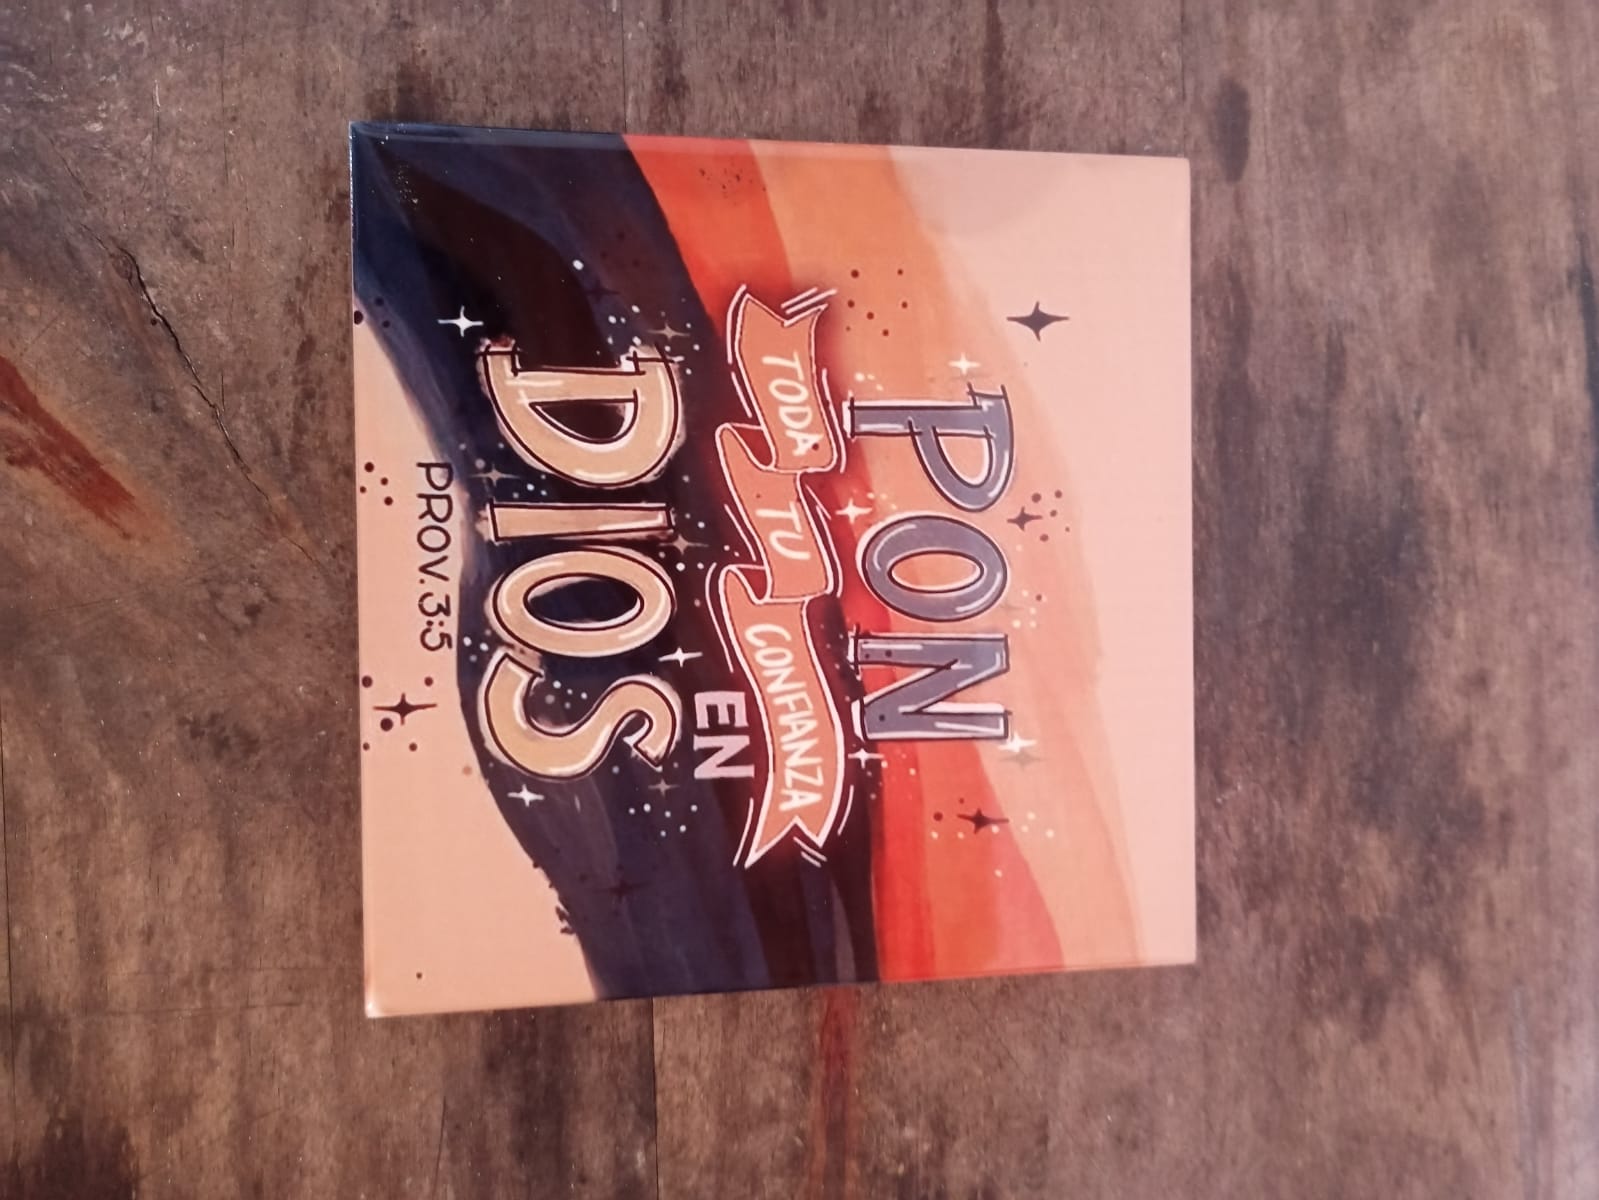 PON
TODA TU CONFIANZA
EN
DIOS
PROV.3:5